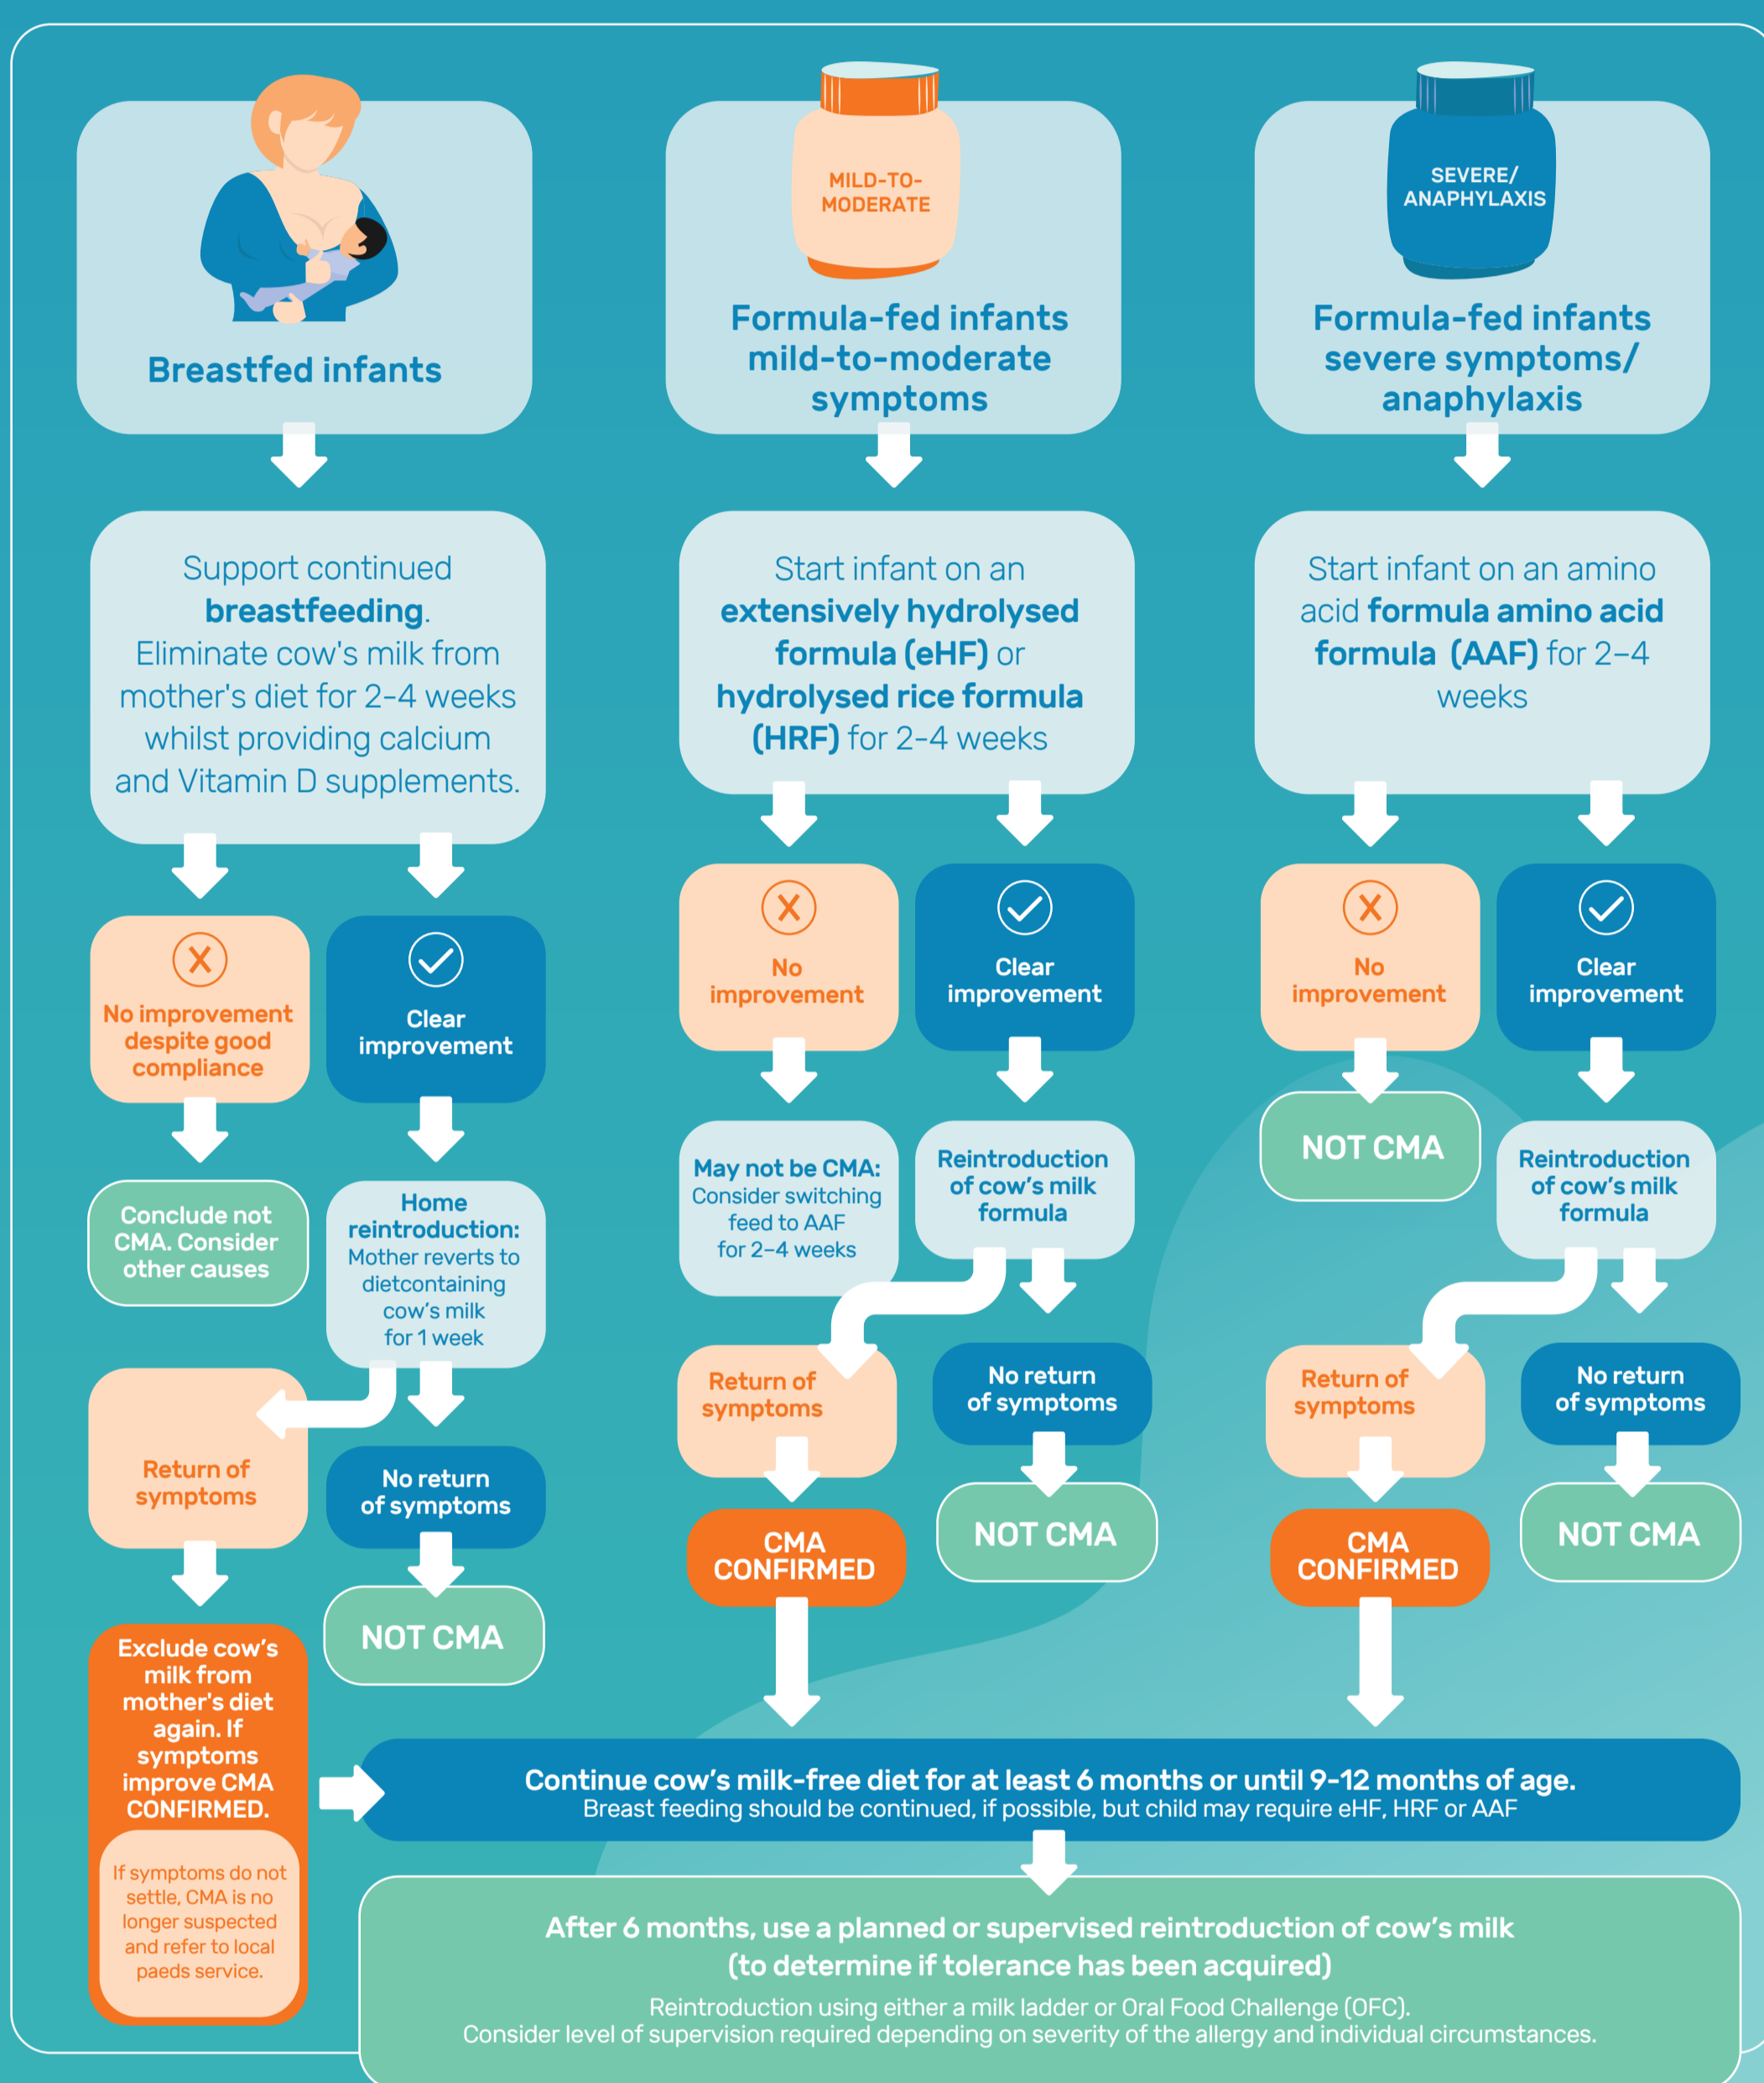 Breastfed infants
Support continued
breastfeeding.
Eliminate cow's milk from
mother's diet for 2-4 weeks
whilst providing calcium
and Vitamin D supplements.
X
No improvement
despite good
compliance
Clear
improvement
Conclude not
CMA. Consider
other causes
Home
reintroduction:
Mother reverts to
dietcontaining
cow's milk
for 1 week
Return of
symptoms
No return
of symptoms
NOT CMA
Exclude cow's
milk from
mother's diet
again. If
symptoms
improve CMA
CONFIRMED.
If symptoms do not
settle, CMA is no
longer suspected
and refer to local
paeds service.
MILD-TO-
MODERATE
Formula-fed infants
mild-to-moderate
symptoms
Start infant on an
extensively hydrolysed
formula (eHF) or
hydrolysed rice formula
(HRF) for 2-4 weeks
X
No
improvement
Clear
improvement
May not be CMA:
Consider switching
feed to AAF
for 2–4 weeks
Reintroduction
of cow's milk
formula
Return of
symptoms
No return
of symptoms
CMA
CONFIRMED
NOT CMA
SEVERE/
ANAPHYLAXIS
Formula-fed infants
severe symptoms/
anaphylaxis
Start infant on an amino
acid formula amino acid
formula (AAF) for 2–4
weeks
X
No
improvement
Clear
improvement
NOT CMA
Reintroduction
of cow's milk
formula
Return of
symptoms
No return
of symptoms
CMA
CONFIRMED
NOT CMA
Continue cow's milk-free diet for at least 6 months or until 9-12 months of age.
Breast feeding should be continued, if possible, but child may require eHF, HRF or AAF
After 6 months, use a planned or supervised reintroduction of cow's milk
(to determine if tolerance has been acquired)
Reintroduction using either a milk ladder or Oral Food Challenge (OFC).
Consider level of supervision required depending on severity of the allergy and individual circumstances.